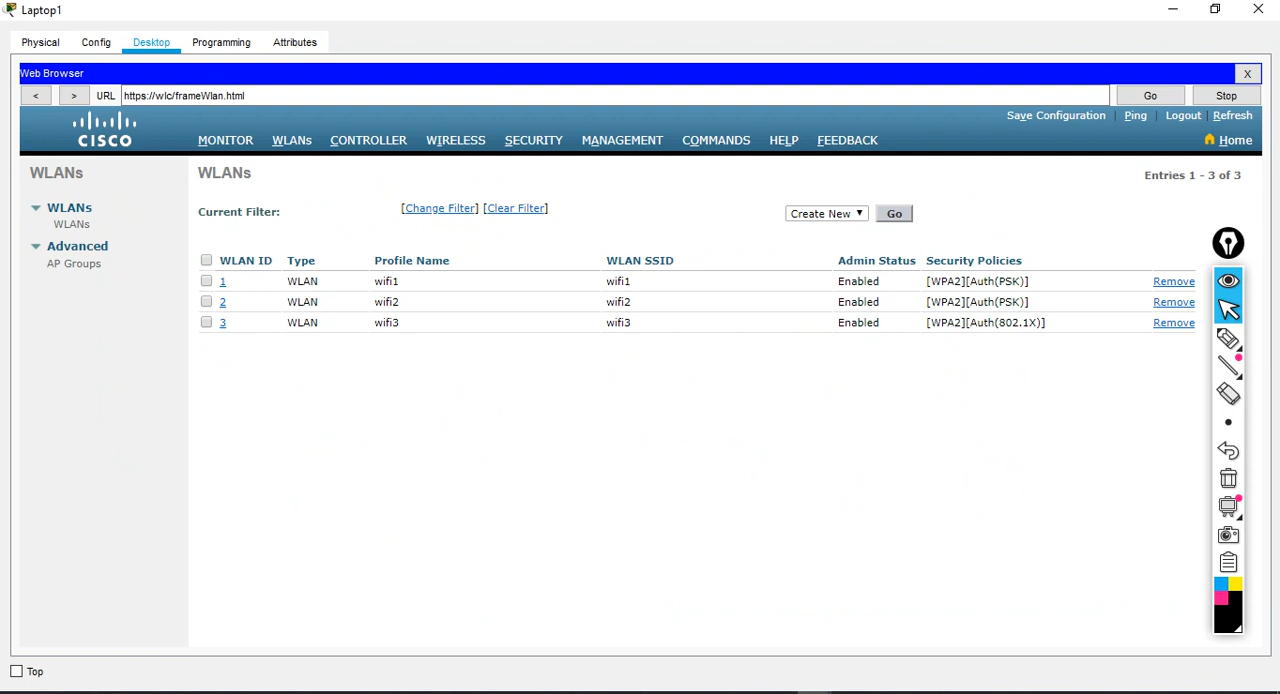 Laptop1
Physical Config Desktop Programming Attributes
Web Browser X
< > URL https://wlc/frameWlan.html Go Stop
Save Configuration | Ping | Logout | Refresh
CISCO MONITOR WLANs CONTROLLER WIRELESS SECURITY MANAGEMENT COMMANDS HELP FEEDBACK Home
WLANs
WLANs
WLANs
Advanced
AP Groups
WLANs Entries 1 - 3 of 3
Current Filter: [Change Filter] [Clear Filter] Create New Go
WLAN ID Type Profile Name WLAN SSID Admin Status Security Policies
1 WLAN wifi1 wifi1 Enabled [WPA2][Auth(PSK)] Remove
2 WLAN wifi2 wifi2 Enabled [WPA2][Auth(PSK)] Remove
3 WLAN wifi3 wifi3 Enabled [WPA2][Auth(802.1X)] Remove
Top